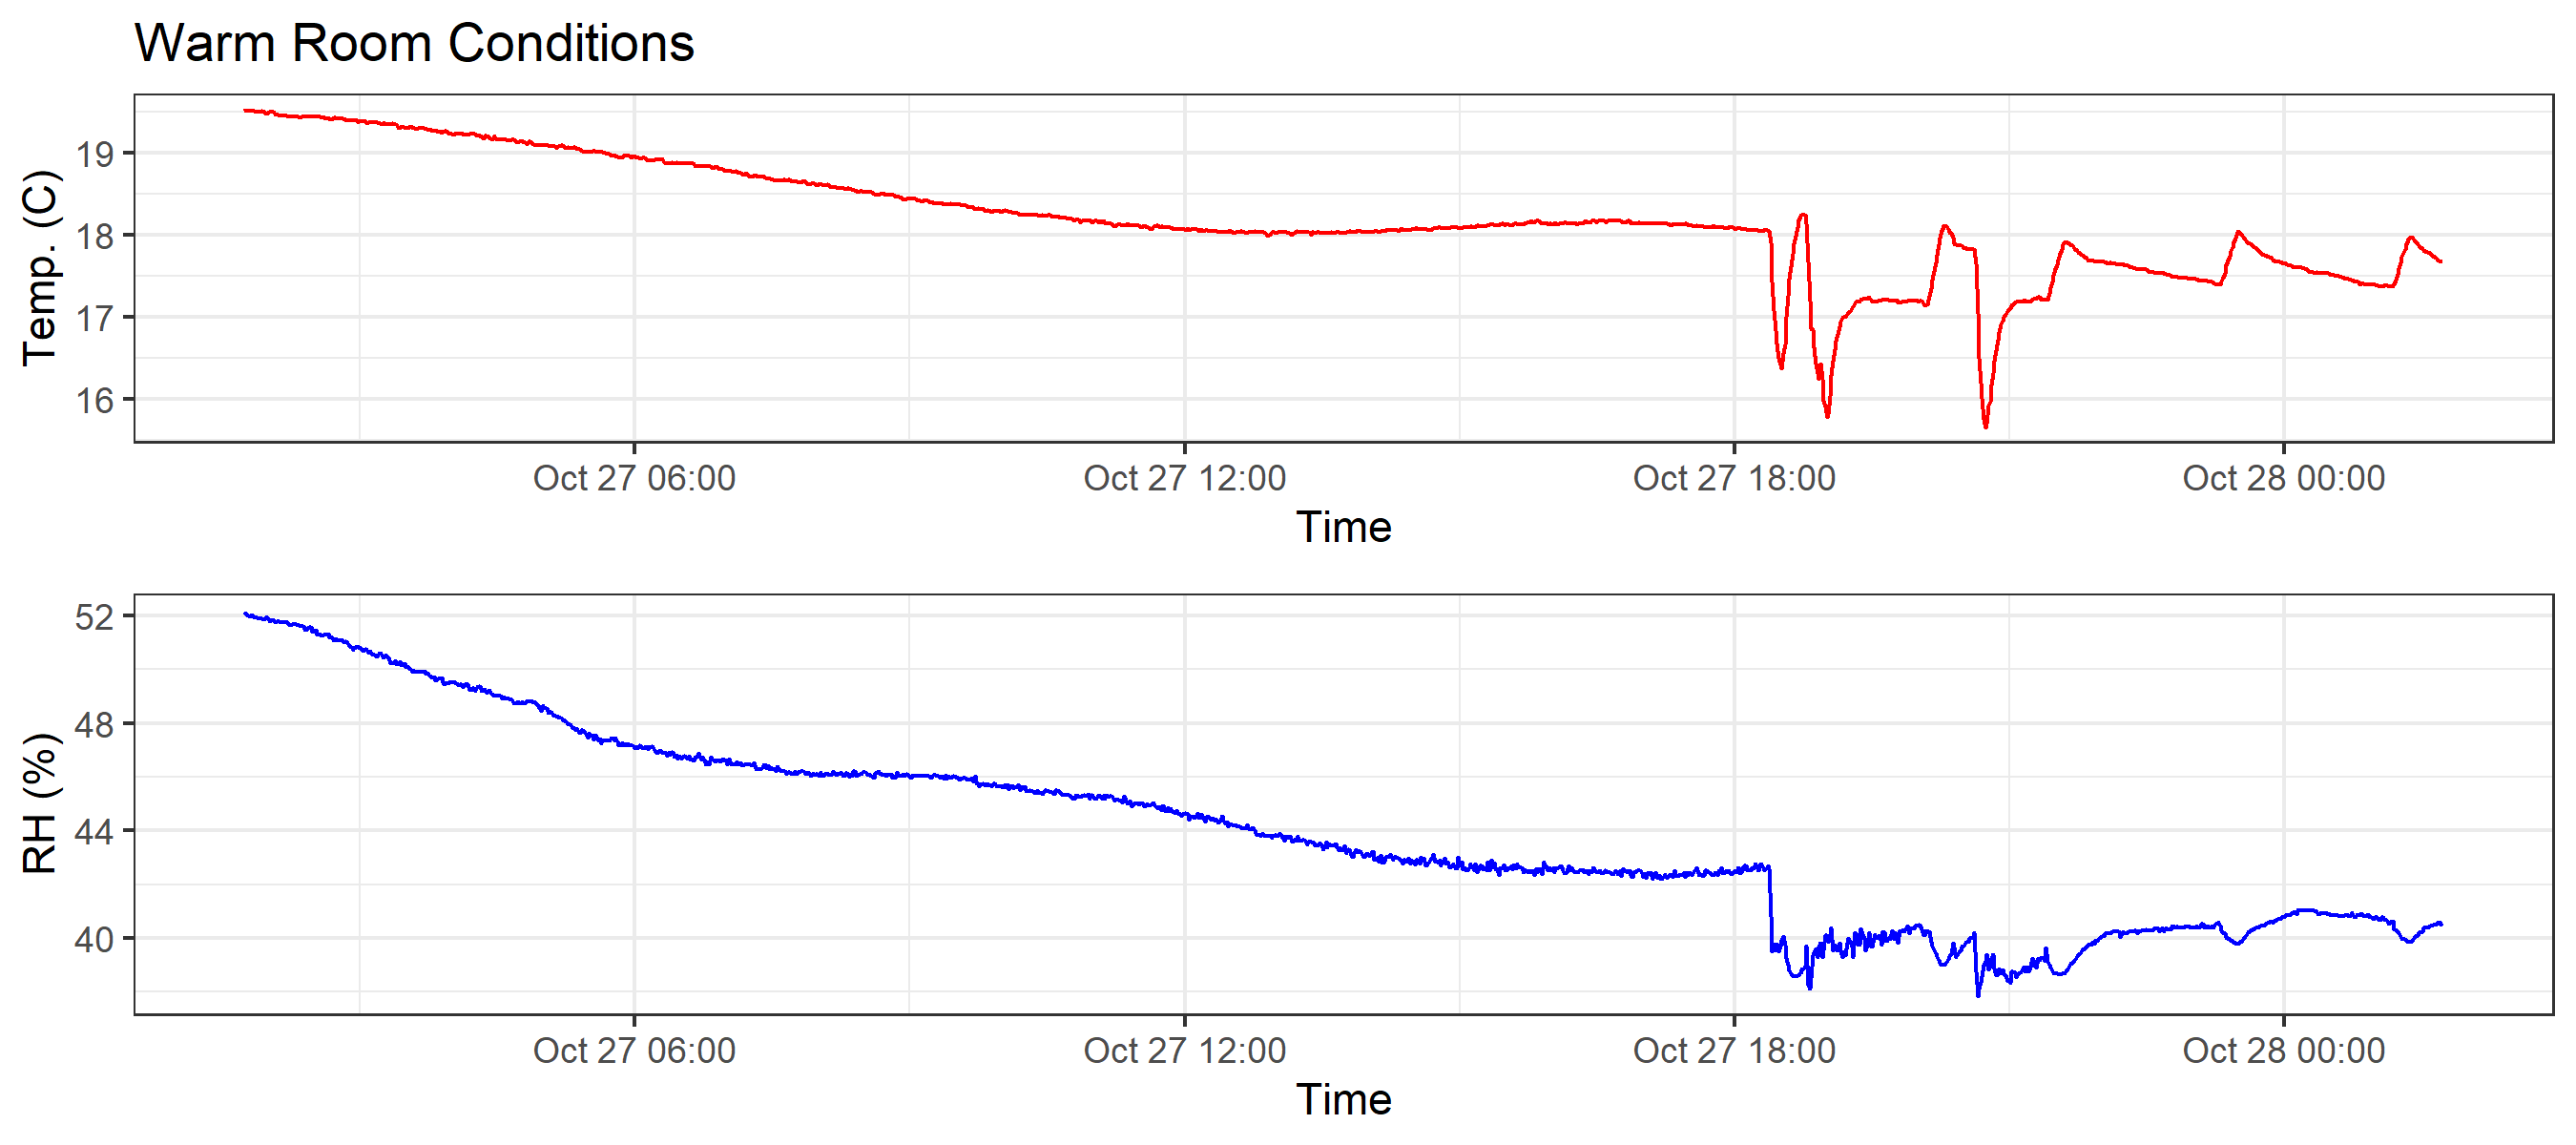 Warm Room Conditions
Temp. (C)
19
18
17
16
Oct 27 06:00 Oct 27 12:00 Oct 27 18:00 Oct 28 00:00
Time
RH (%)
52
48
44
40
Oct 27 06:00 Oct 27 12:00 Oct 27 18:00 Oct 28 00:00
Time